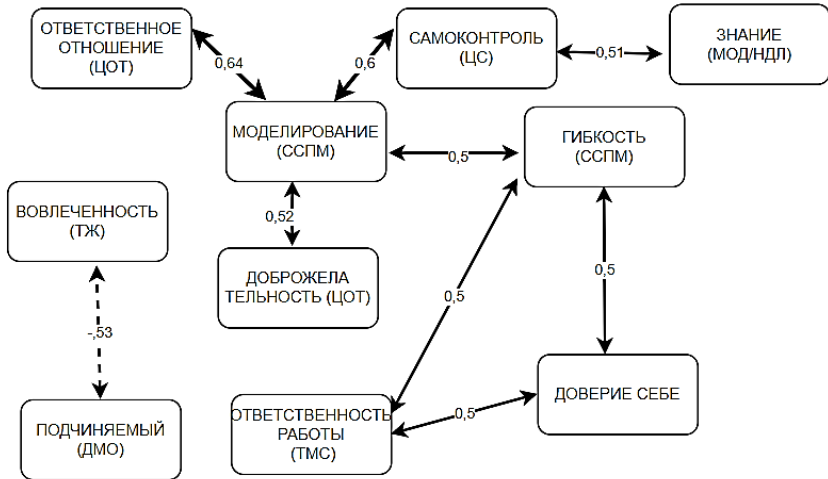 ОТВЕТСТВЕННОЕ
ОТНОШЕНИЕ
(ЦОТ)
0,64
0,6
САМОКОНТРОЛЬ
(ЦС)
0,51
ЗНАНИЕ
(МОД/НДЛ)
МОДЕЛИРОВАНИЕ
(ССПМ)
0,5
ГИБКОСТЬ
(ССПМ)
ВОВЛЕЧЕННОСТЬ
(ТЖ)
0,52
ДОБРОЖЕЛА
ТЕЛЬНОСТЬ (ЦОТ)
0,5
0,5
-,53
ПОДЧИНЯЕМЫЙ
(ДМО)
ОТВЕТСТВЕННОСТЬ
РАБОТЫ
(ТМС)
0,5
ДОВЕРИЕ СЕБЕ